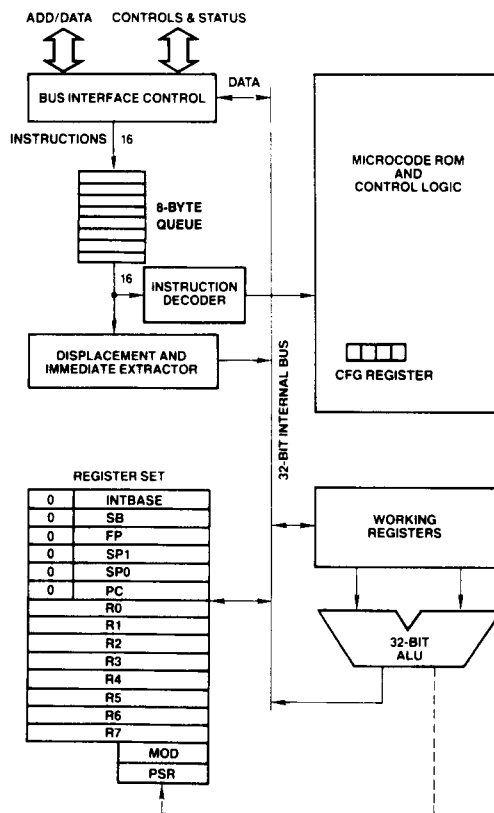 ADD/DATA
CONTROLS & STATUS
BUS INTERFACE CONTROL
DATA
INSTRUCTIONS
16
8-BYTE
QUEUE
16
INSTRUCTION
DECODER
DISPLACEMENT AND
IMMEDIATE EXTRACTOR
MICROCODE ROM
AND
CONTROL LOGIC
CFG REGISTER
32-BIT INTERNAL BUS
REGISTER SET
0 INTBASE
0 SB
0 FP
0 SP1
0 SP0
0 PC
R0
R1
R2
R3
R4
R5
R6
R7
MOD
PSR
WORKING
REGISTERS
32-BIT
ALU